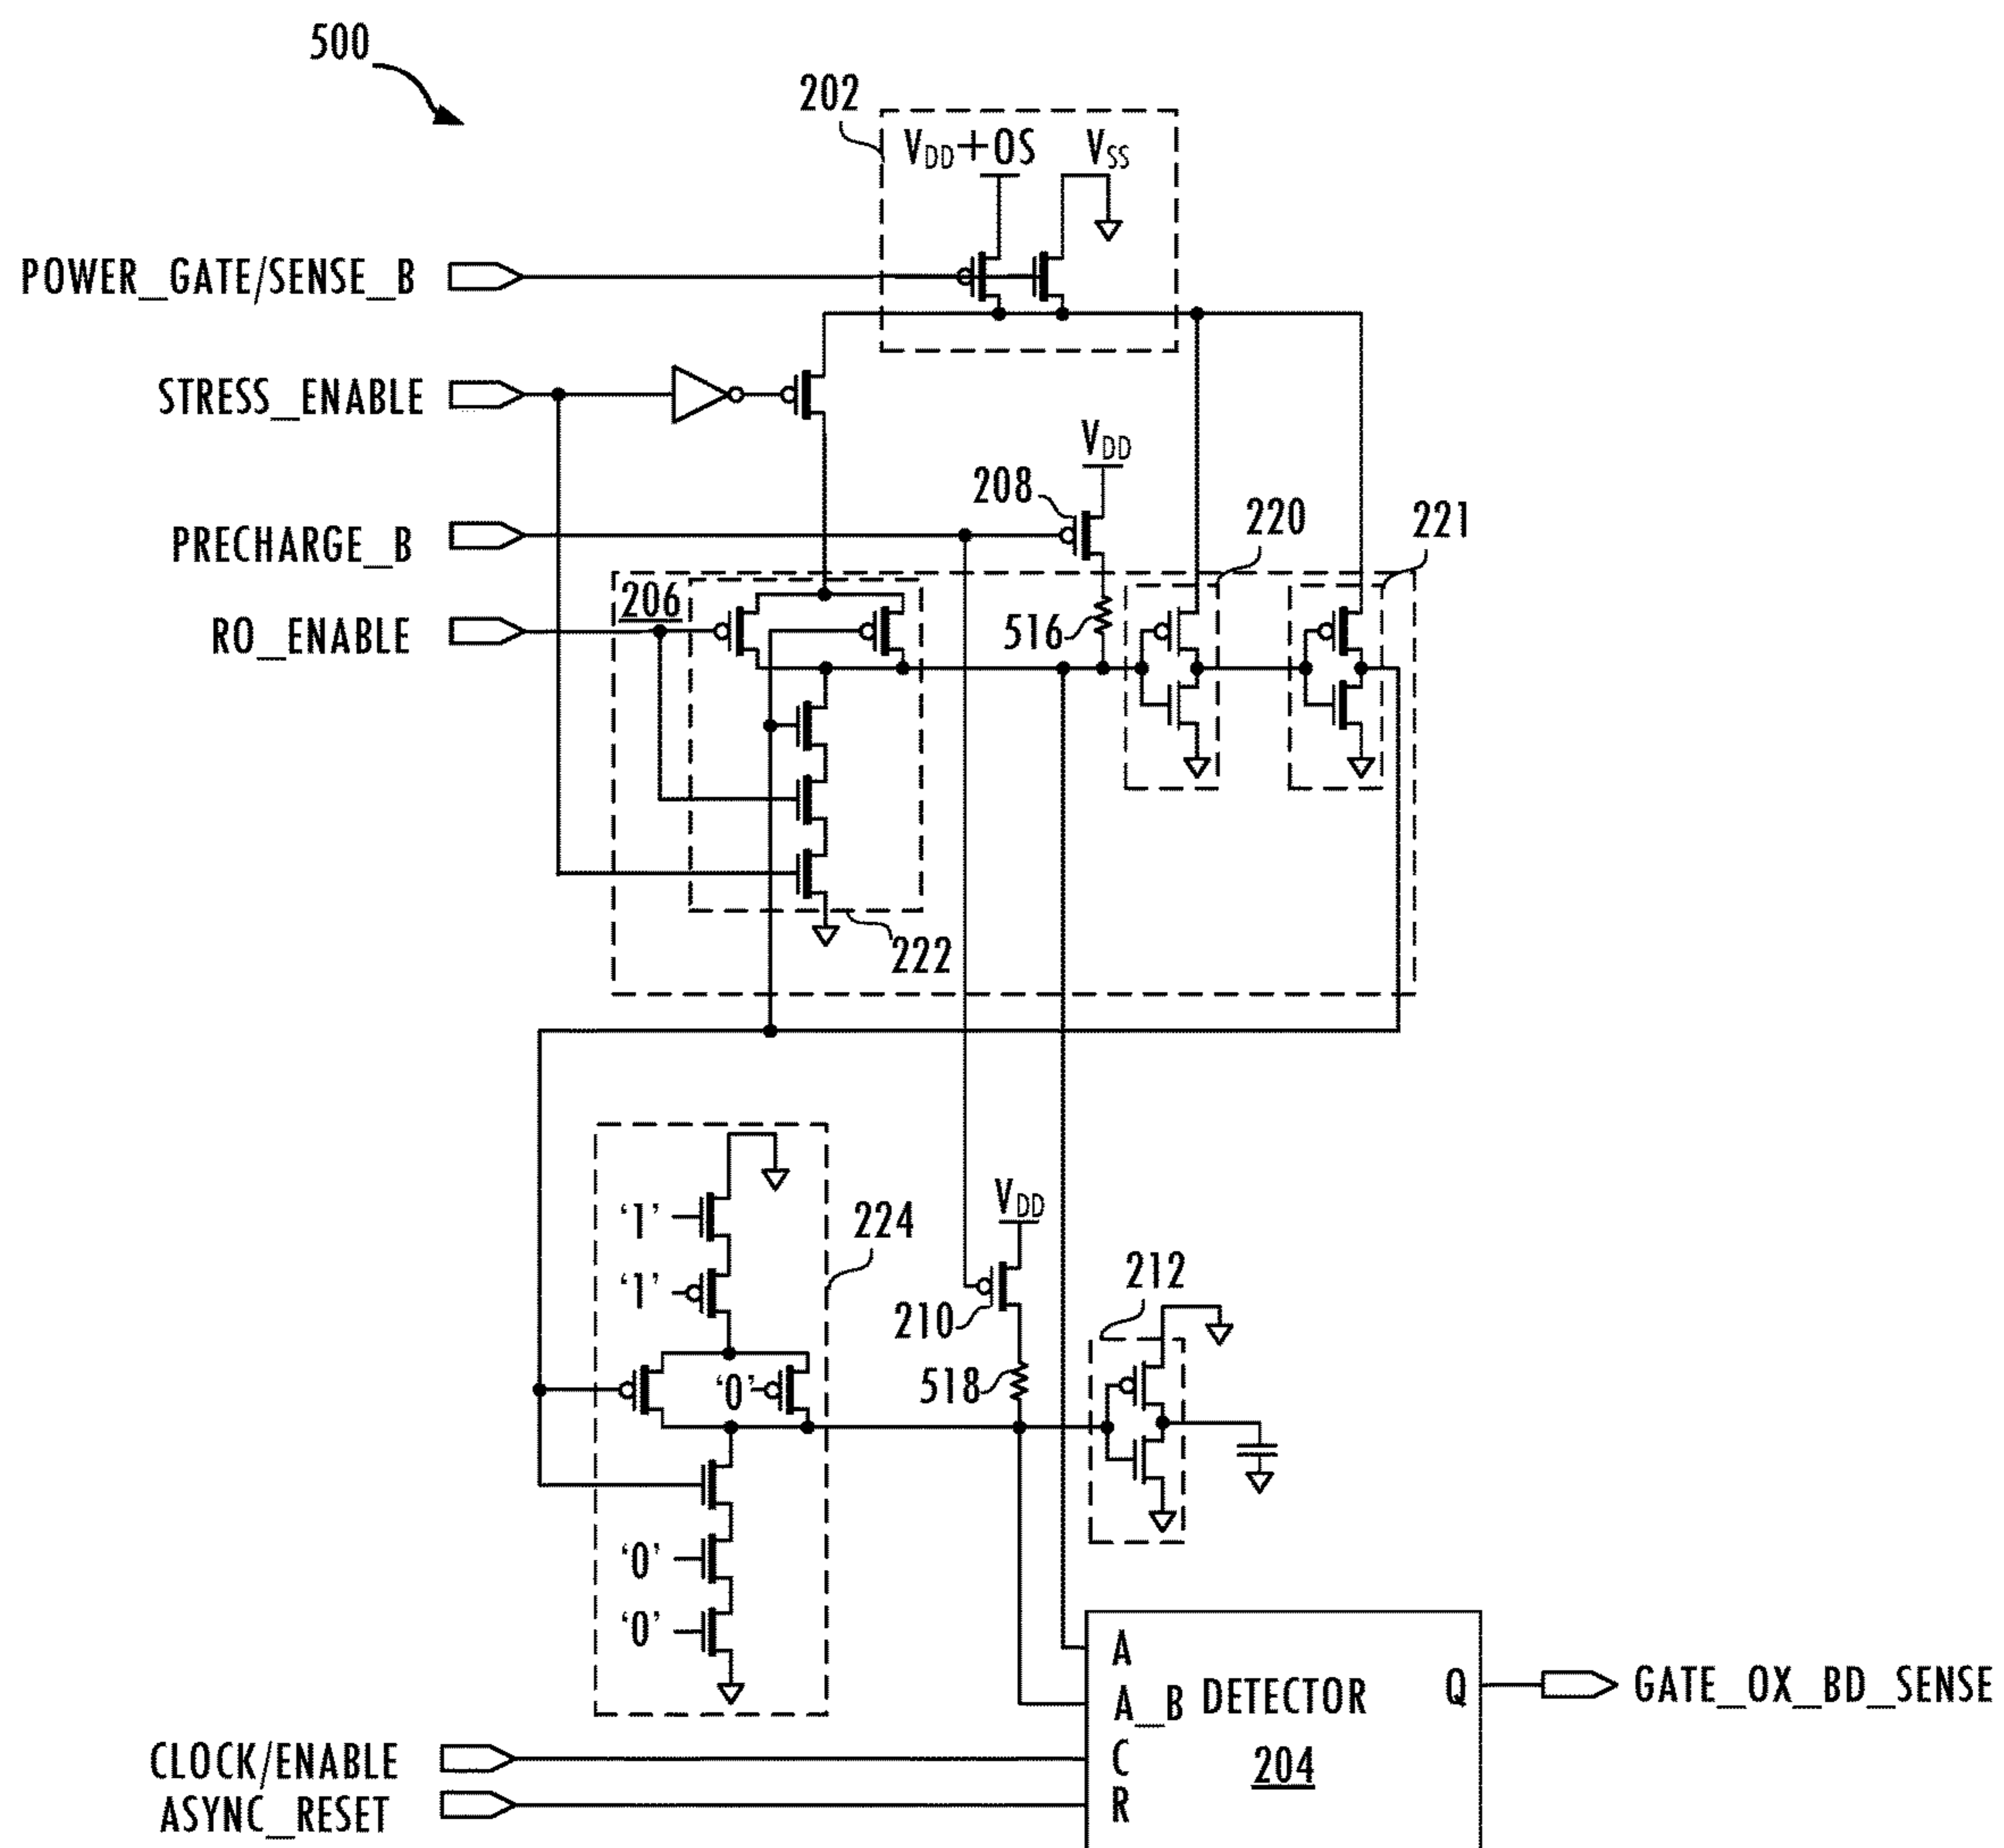 500
202
VDD+OS VSS
POWER_GATE/SENSE_B
STRESS_ENABLE
VDD
208
PRECHARGE_B
220
221
206
RO_ENABLE
516
222
'1'
'1'
224
VDD
210
212
'0'
518
'0'
'0'
A
A_B DETECTOR Q GATE_OX_BD_SENSE
CLOCK/ENABLE C 204
ASYNC_RESET R